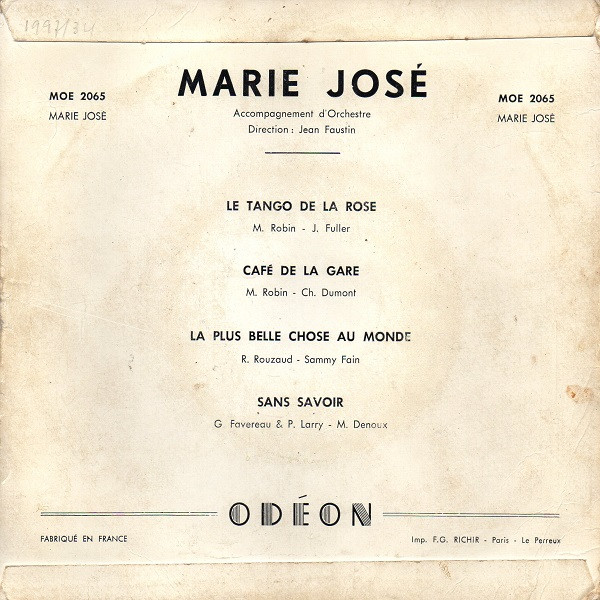 1997/34
MARIE JOSÉ
MOE 2065
MARIE JOSÉ
Accompagnement d'Orchestre
Direction : Jean Faustin
MOE 2065
MARIE JOSÉ
LE TANGO DE LA ROSE
M. Robin - J. Fuller
CAFÉ DE LA GARE
M. Robin - Ch. Dumont
LA PLUS BELLE CHOSE AU MONDE
R. Rouzaud - Sammy Fain
SANS SAVOIR
G. Favereau & P. Larry - M. Denoux
ODÉON
FABRIQUÉ EN FRANCE
Imp. F.G. RICHIR - Paris - Le Perreux